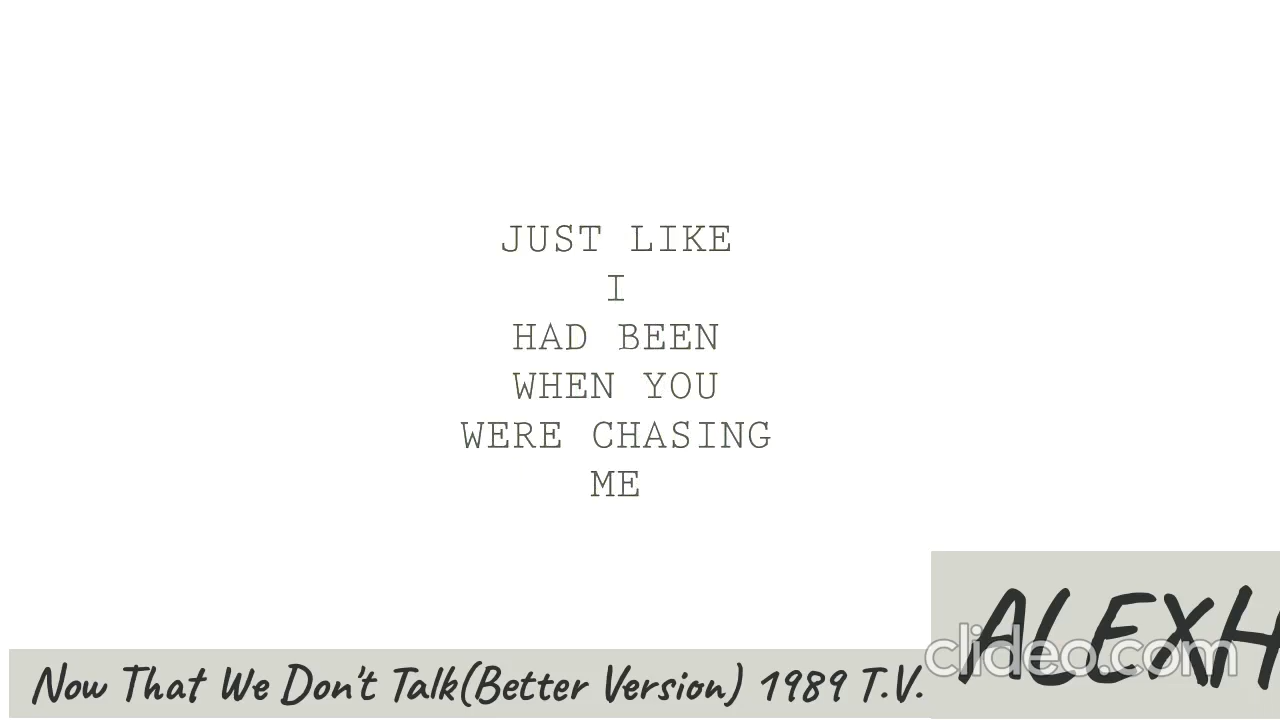 JUST LIKE
I
HAD BEEN
WHEN YOU
WERE CHASING
ME
ALEXH
clideo.com
Now That We Don't Talk(Better Version) 1989 T.V.